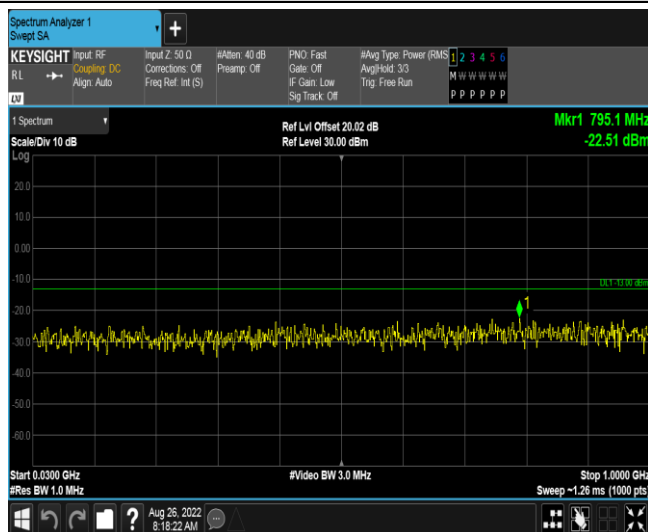 Spectrum Analyzer 1
Swept SA
KEYSIGHT
RL
LXI
Input: RF
Coupling: DC
Align: Auto
Input Z: 50 Ω
Corrections: Off
Freq Ref: Int (S)
#Atten: 40 dB
Preamp: Off
PNO: Fast
Gate: Off
IF Gain: Low
Sig Track: Off
#Avg Type: Power (RMS
Avg|Hold: 3/3
Trig: Free Run
1 2 3 4 5 6
M W W W W W
P P P P P P
1 Spectrum
Scale/Div 10 dB
Log
Ref Lvl Offset 20.02 dB
Ref Level 30.00 dBm
Mkr1 795.1 MHz
-22.51 dBm
20.0
10.0
0.00
-10.0
DL1 -13.00 dBm
1
-20.0
-30.0
-40.0
-50.0
-60.0
Start 0.0300 GHz
#Res BW 1.0 MHz
#Video BW 3.0 MHz
Stop 1.0000 GHz
Sweep ~1.26 ms (1000 pts)
?
Aug 26, 2022
8:18:22 AM